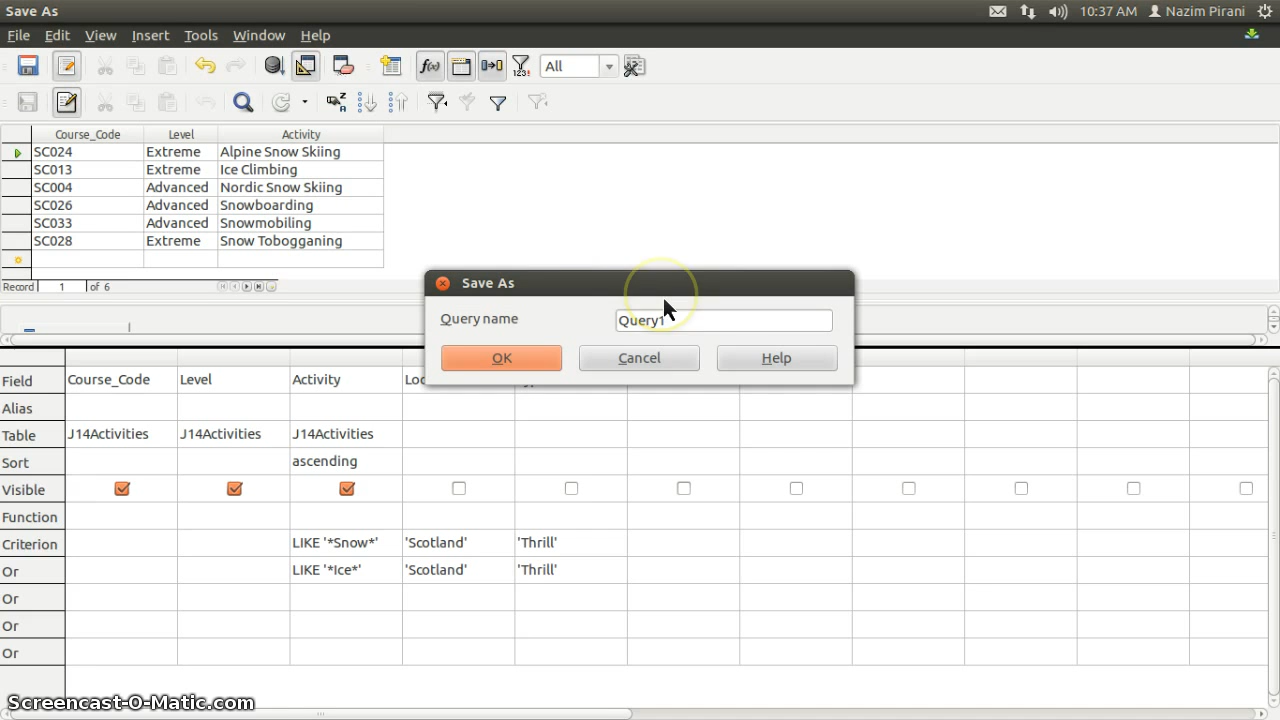 Save As
10:37 AM Nazim Pirani
File Edit View Insert Tools Window Help
f(x) 123! All
Course_Code Level Activity
SC024 Extreme Alpine Snow Skiing
SC013 Extreme Ice Climbing
SC004 Advanced Nordic Snow Skiing
SC026 Advanced Snowboarding
SC033 Advanced Snowmobiling
SC028 Extreme Snow Tobogganing
Record 1 of 6
Save As
Query name Query1
OK Cancel Help
Field Course_Code Level Activity
Alias
Table J14Activities J14Activities J14Activities
Sort ascending
Visible
Function
Criterion LIKE '*Snow*' 'Scotland' 'Thrill'
Or LIKE '*Ice*' 'Scotland' 'Thrill'
Or
Or
Or
Screencast-O-Matic.com